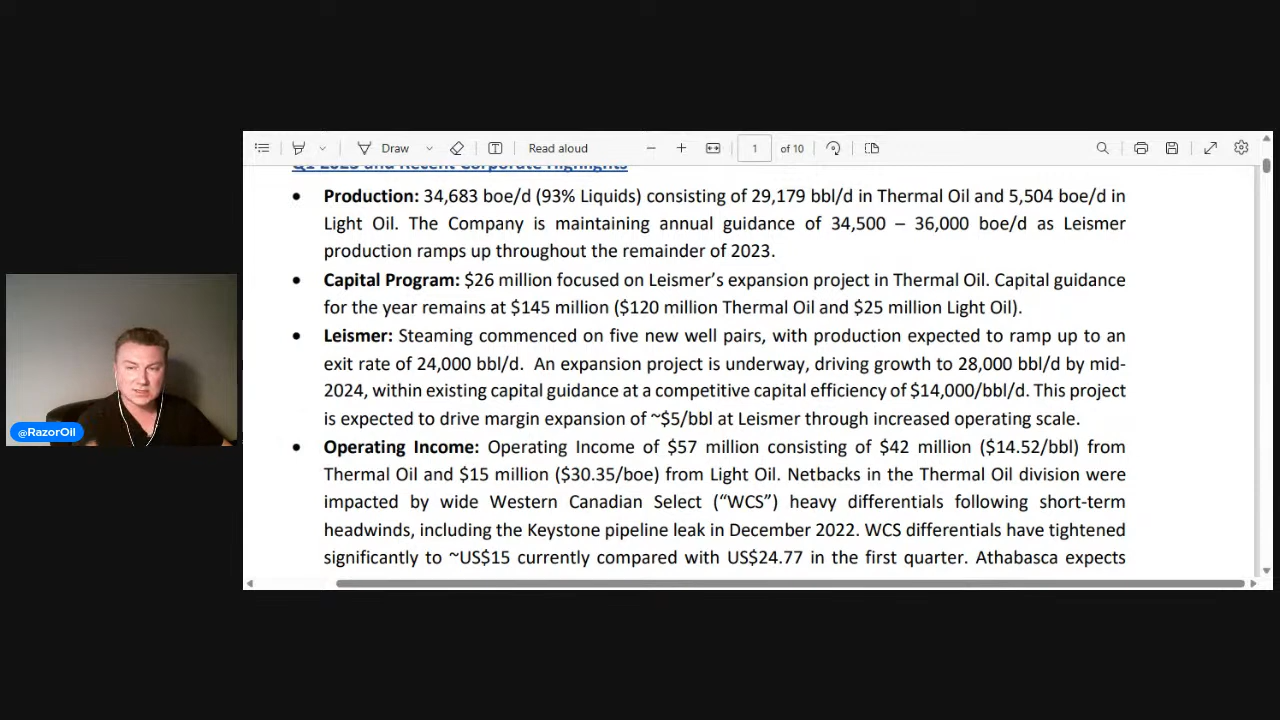 Draw
Read aloud
1 of 10
Q1 2023 and Recent Corporate Highlights
• Production: 34,683 boe/d (93% Liquids) consisting of 29,179 bbl/d in Thermal Oil and 5,504 boe/d in
Light Oil. The Company is maintaining annual guidance of 34,500 – 36,000 boe/d as Leismer
production ramps up throughout the remainder of 2023.
• Capital Program: $26 million focused on Leismer’s expansion project in Thermal Oil. Capital guidance
for the year remains at $145 million ($120 million Thermal Oil and $25 million Light Oil).
• Leismer: Steaming commenced on five new well pairs, with production expected to ramp up to an
exit rate of 24,000 bbl/d. An expansion project is underway, driving growth to 28,000 bbl/d by mid-
2024, within existing capital guidance at a competitive capital efficiency of $14,000/bbl/d. This project
is expected to drive margin expansion of ~$5/bbl at Leismer through increased operating scale.
• Operating Income: Operating Income of $57 million consisting of $42 million ($14.52/bbl) from
Thermal Oil and $15 million ($30.35/boe) from Light Oil. Netbacks in the Thermal Oil division were
impacted by wide Western Canadian Select (“WCS”) heavy differentials following short-term
headwinds, including the Keystone pipeline leak in December 2022. WCS differentials have tightened
significantly to ~US$15 currently compared with US$24.77 in the first quarter. Athabasca expects
@RazorOil